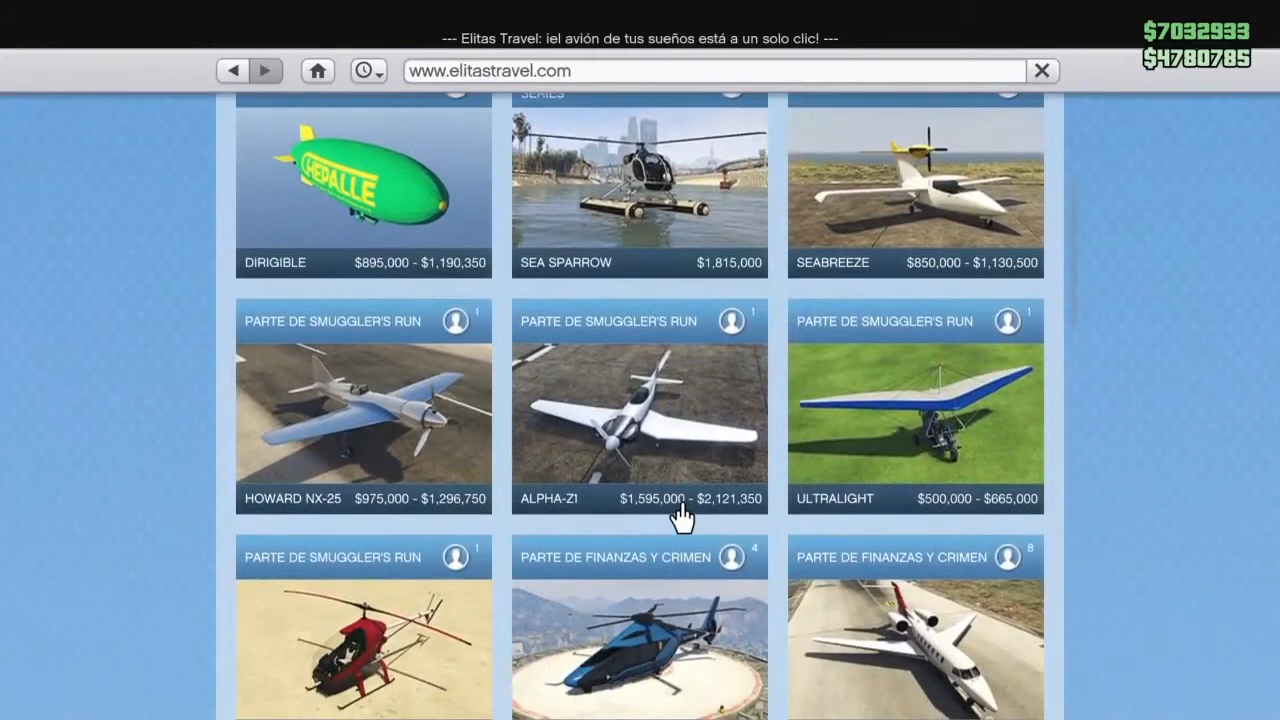 --- Elitas Travel: ¡el avión de tus sueños está a un solo clic! ---
$7032933
$4780785
www.elitastravel.com
SERIES
CHEPALLE
DIRIGIBLE $895,000 - $1,190,350
SEA SPARROW $1,815,000
SEABREEZE $850,000 - $1,130,500
PARTE DE SMUGGLER'S RUN 1
PARTE DE SMUGGLER'S RUN 1
PARTE DE SMUGGLER'S RUN 1
HOWARD NX-25 $975,000 - $1,296,750
ALPHA-Z1 $1,595,000 - $2,121,350
ULTRALIGHT $500,000 - $665,000
PARTE DE SMUGGLER'S RUN 1
PARTE DE FINANZAS Y CRIMEN 4
PARTE DE FINANZAS Y CRIMEN 8